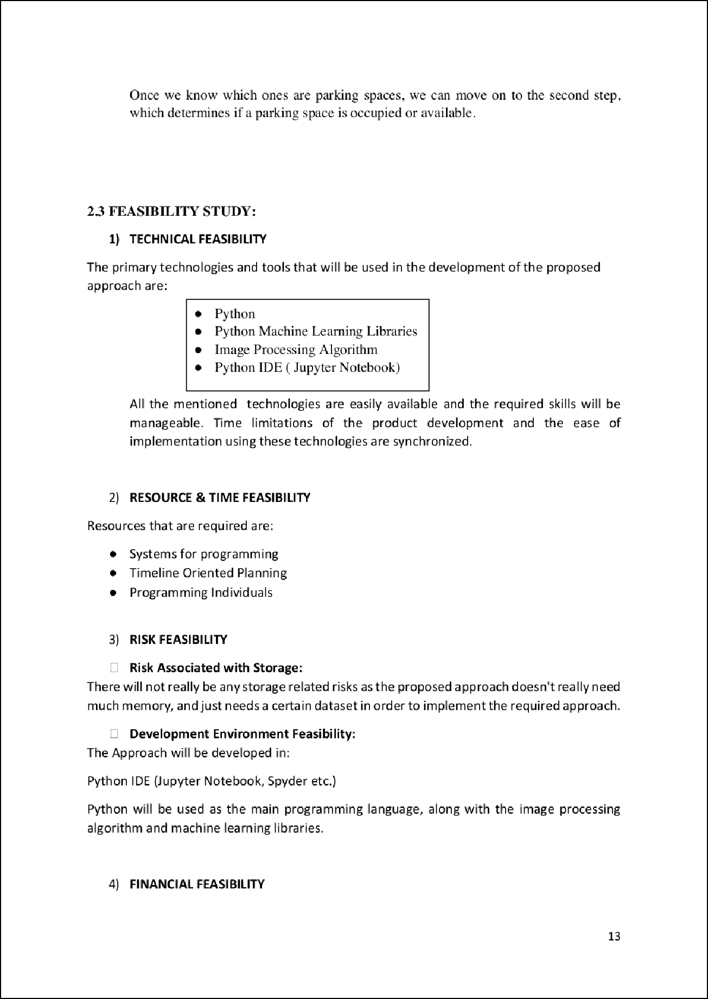 Once we know which ones are parking spaces, we can move on to the second step,
which determines if a parking space is occupied or available.
2.3 FEASIBILITY STUDY:
1) TECHNICAL FEASIBILITY
The primary technologies and tools that will be used in the development of the proposed
approach are:
● Python
● Python Machine Learning Libraries
● Image Processing Algorithm
● Python IDE ( Jupyter Notebook)
All the mentioned technologies are easily available and the required skills will be
manageable. Time limitations of the product development and the ease of
implementation using these technologies are synchronized.
2) RESOURCE & TIME FEASIBILITY
Resources that are required are:
● Systems for programming
● Timeline Oriented Planning
● Programming Individuals
3) RISK FEASIBILITY
□ Risk Associated with Storage:
There will not really be any storage related risks as the proposed approach doesn't really need
much memory, and just needs a certain dataset in order to implement the required approach.
□ Development Environment Feasibility:
The Approach will be developed in:
Python IDE (Jupyter Notebook, Spyder etc.)
Python will be used as the main programming language, along with the image processing
algorithm and machine learning libraries.
4) FINANCIAL FEASIBILITY
13